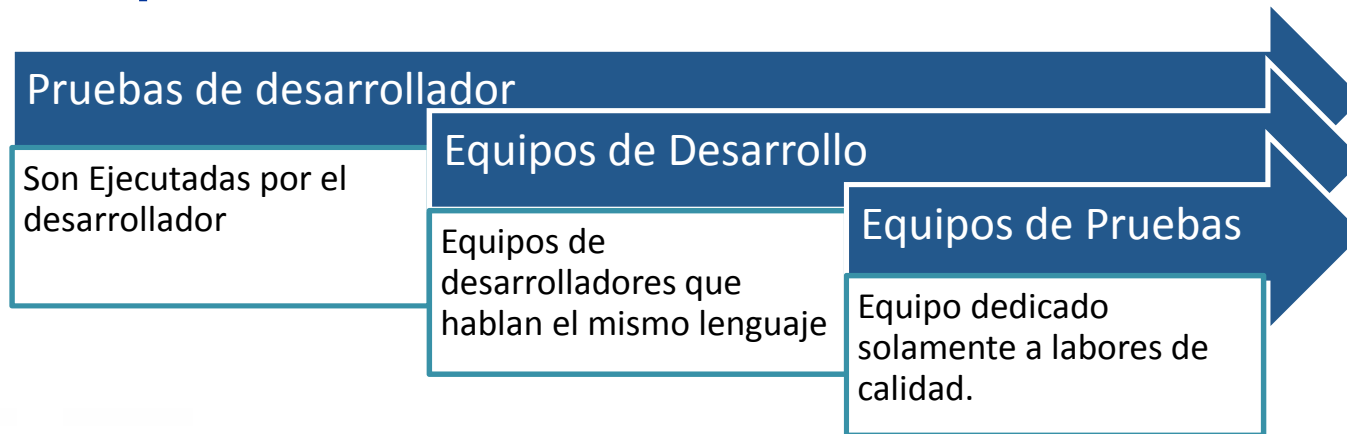 Pruebas de desarrollador
Son Ejecutadas por el
desarrollador
Equipos de Desarrollo
Equipos de
desarrolladores que
hablan el mismo lenguaje
Equipos de Pruebas
Equipo dedicado
solamente a labores de
calidad.